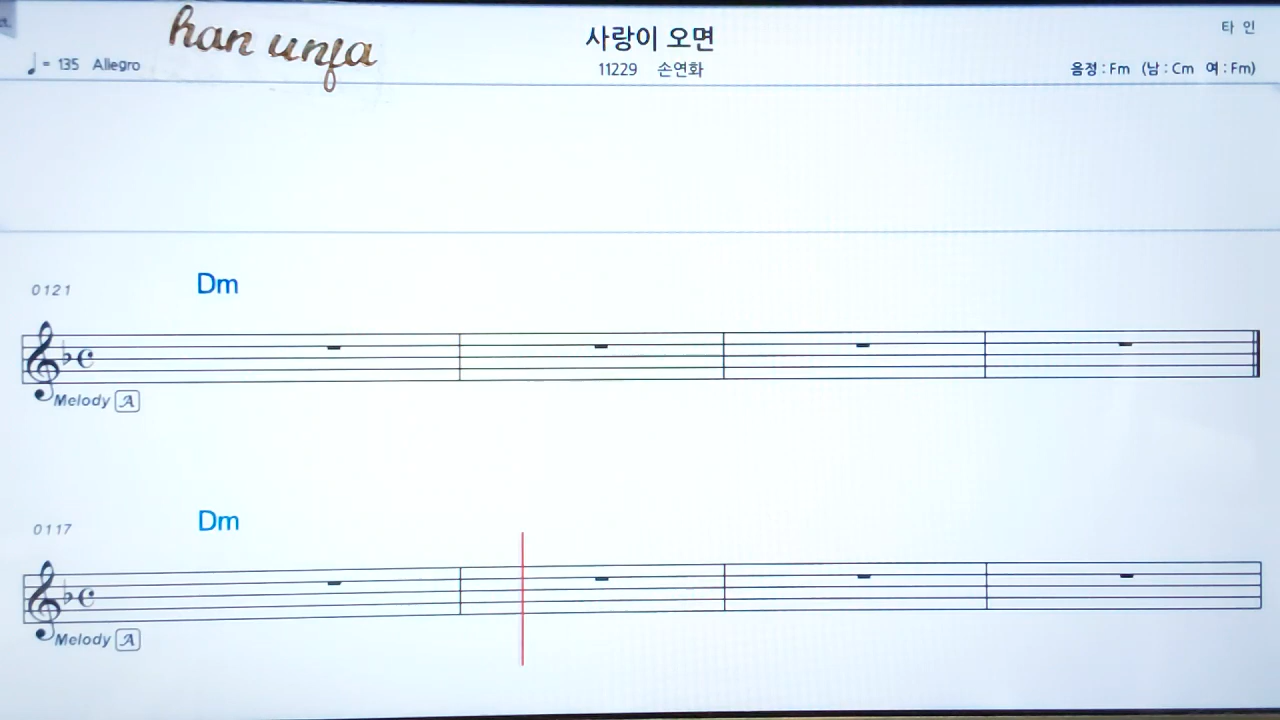 han unfa
사랑이 오면
타 인
♩ = 135 Allegro
11229 손연화
음정 : Fm (남 : Cm 여 : Fm)
0121
Dm
Melody A
0117
Dm
Melody A